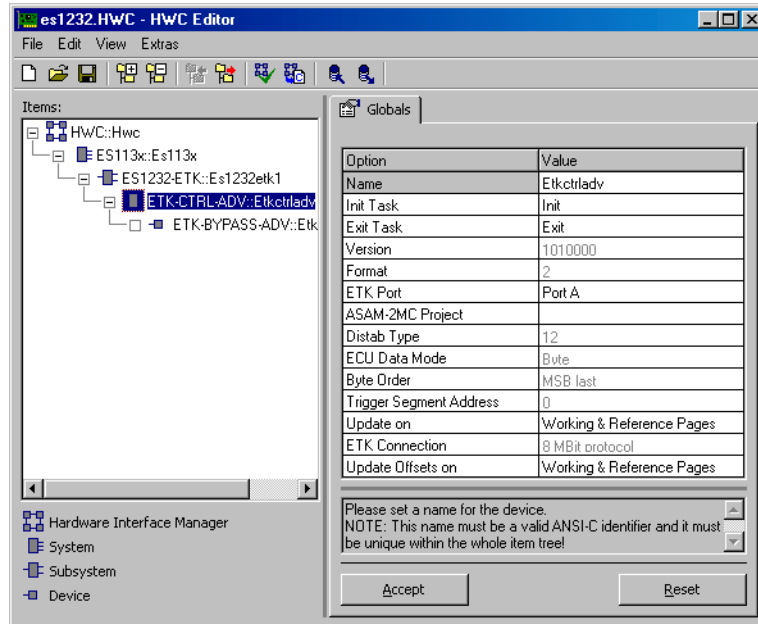 es1232.HWC - HWC Editor
File Edit View Extras
Items:
HWC::Hwc
ES113x::Es113x
ES1232-ETK::Es1232etk1
ETK-CTRL-ADV::Etkctrladv
ETK-BYPASS-ADV::Etk
Hardware Interface Manager
System
Subsystem
Device
Globals
Option Value
Name Etkctrladv
Init Task Init
Exit Task Exit
Version 1010000
Format 2
ETK Port Port A
ASAM-2MC Project
Distab Type 12
ECU Data Mode Byte
Byte Order MSB last
Trigger Segment Address 0
Update on Working & Reference Pages
ETK Connection 8 MBit protocol
Update Offsets on Working & Reference Pages
Please set a name for the device.
NOTE: This name must be a valid ANSI-C identifier and it must
be unique within the whole item tree!
Accept Reset